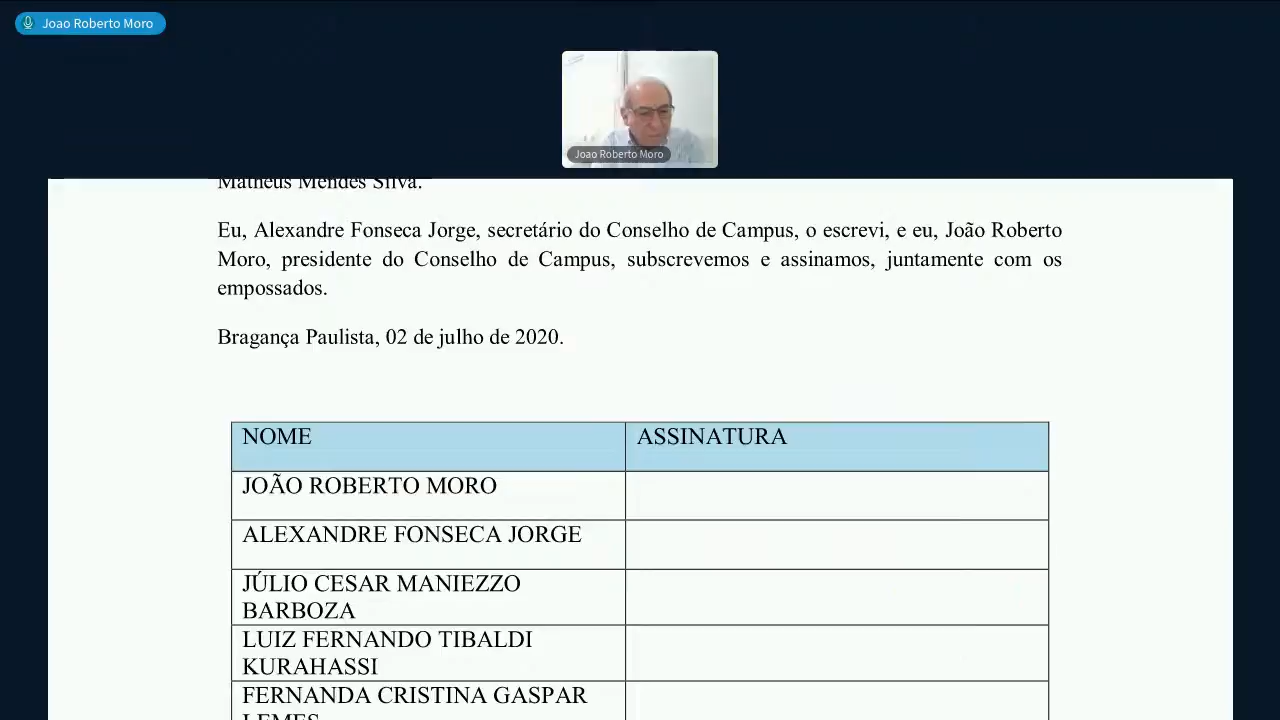 Joao Roberto Moro
Joao Roberto Moro
Matheus Mendes Silva.
Eu, Alexandre Fonseca Jorge, secretário do Conselho de Campus, o escrevi, e eu, João Roberto
Moro, presidente do Conselho de Campus, subscrevemos e assinamos, juntamente com os
empossados.
Bragança Paulista, 02 de julho de 2020.
NOME ASSINATURA
JOÃO ROBERTO MORO
ALEXANDRE FONSECA JORGE
JÚLIO CESAR MANIEZZO
BARBOZA
LUIZ FERNANDO TIBALDI
KURAHASSI
FERNANDA CRISTINA GASPAR
LEMES